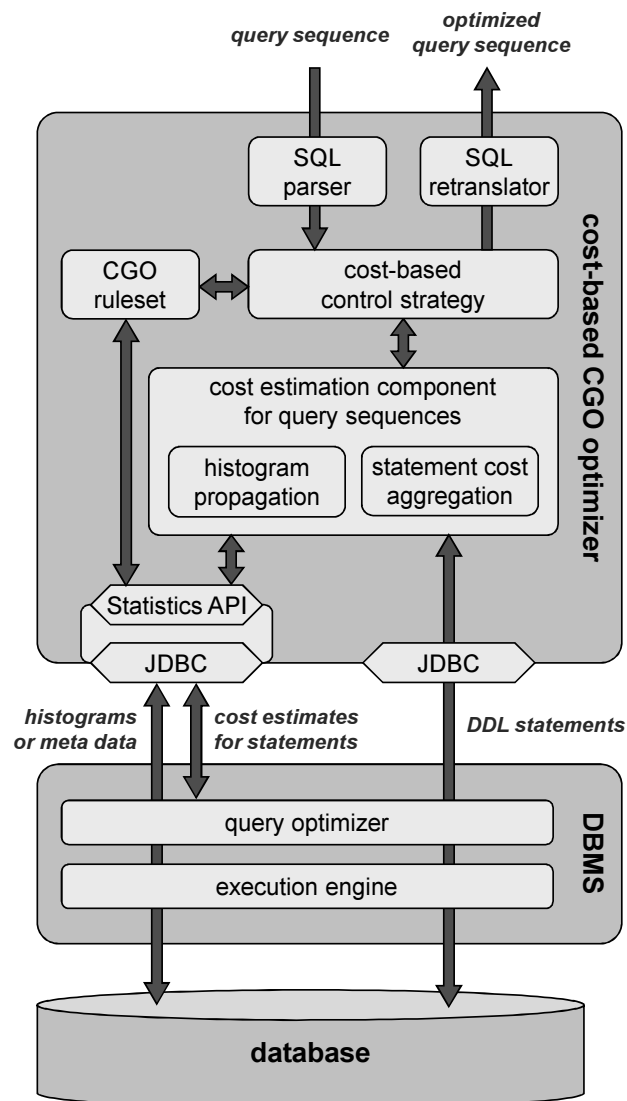 query sequence
optimized
query sequence
SQL
parser
SQL
retranslator
CGO
ruleset
cost-based
control strategy
cost estimation component
for query sequences
histogram
propagation
statement cost
aggregation
cost-based CGO optimizer
Statistics API
JDBC
JDBC
histograms
or meta data
cost estimates
for statements
DDL statements
query optimizer
execution engine
DBMS
database